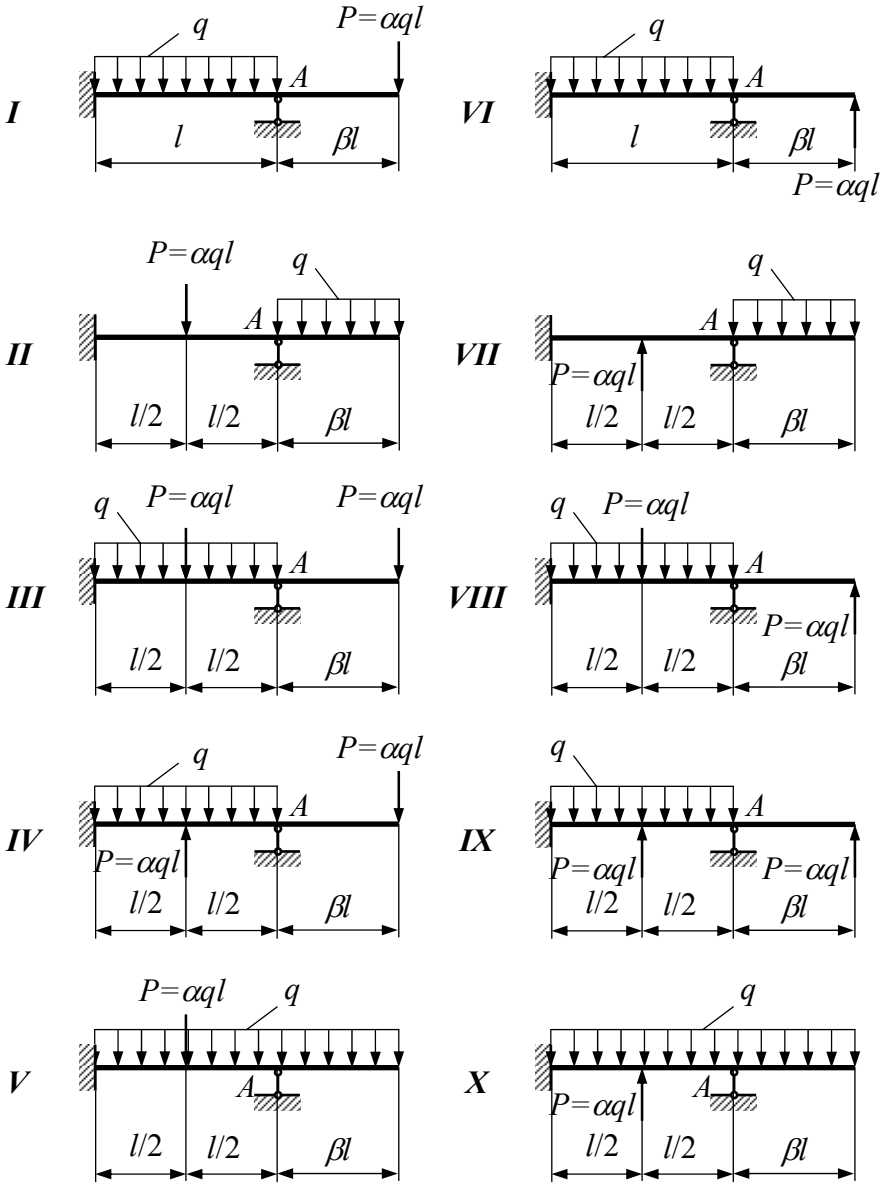 I
q
A
P=αql
l
βl
VI
q
A
P=αql
l
βl
II
P=αql
A
q
l/2
l/2
βl
VII
P=αql
A
q
l/2
l/2
βl
III
q
P=αql
A
P=αql
l/2
l/2
βl
VIII
q
P=αql
A
P=αql
l/2
l/2
βl
IV
q
A
P=αql
P=αql
l/2
l/2
βl
IX
q
A
P=αql
P=αql
l/2
l/2
βl
V
P=αql
q
A
l/2
l/2
βl
X
q
A
P=αql
l/2
l/2
βl